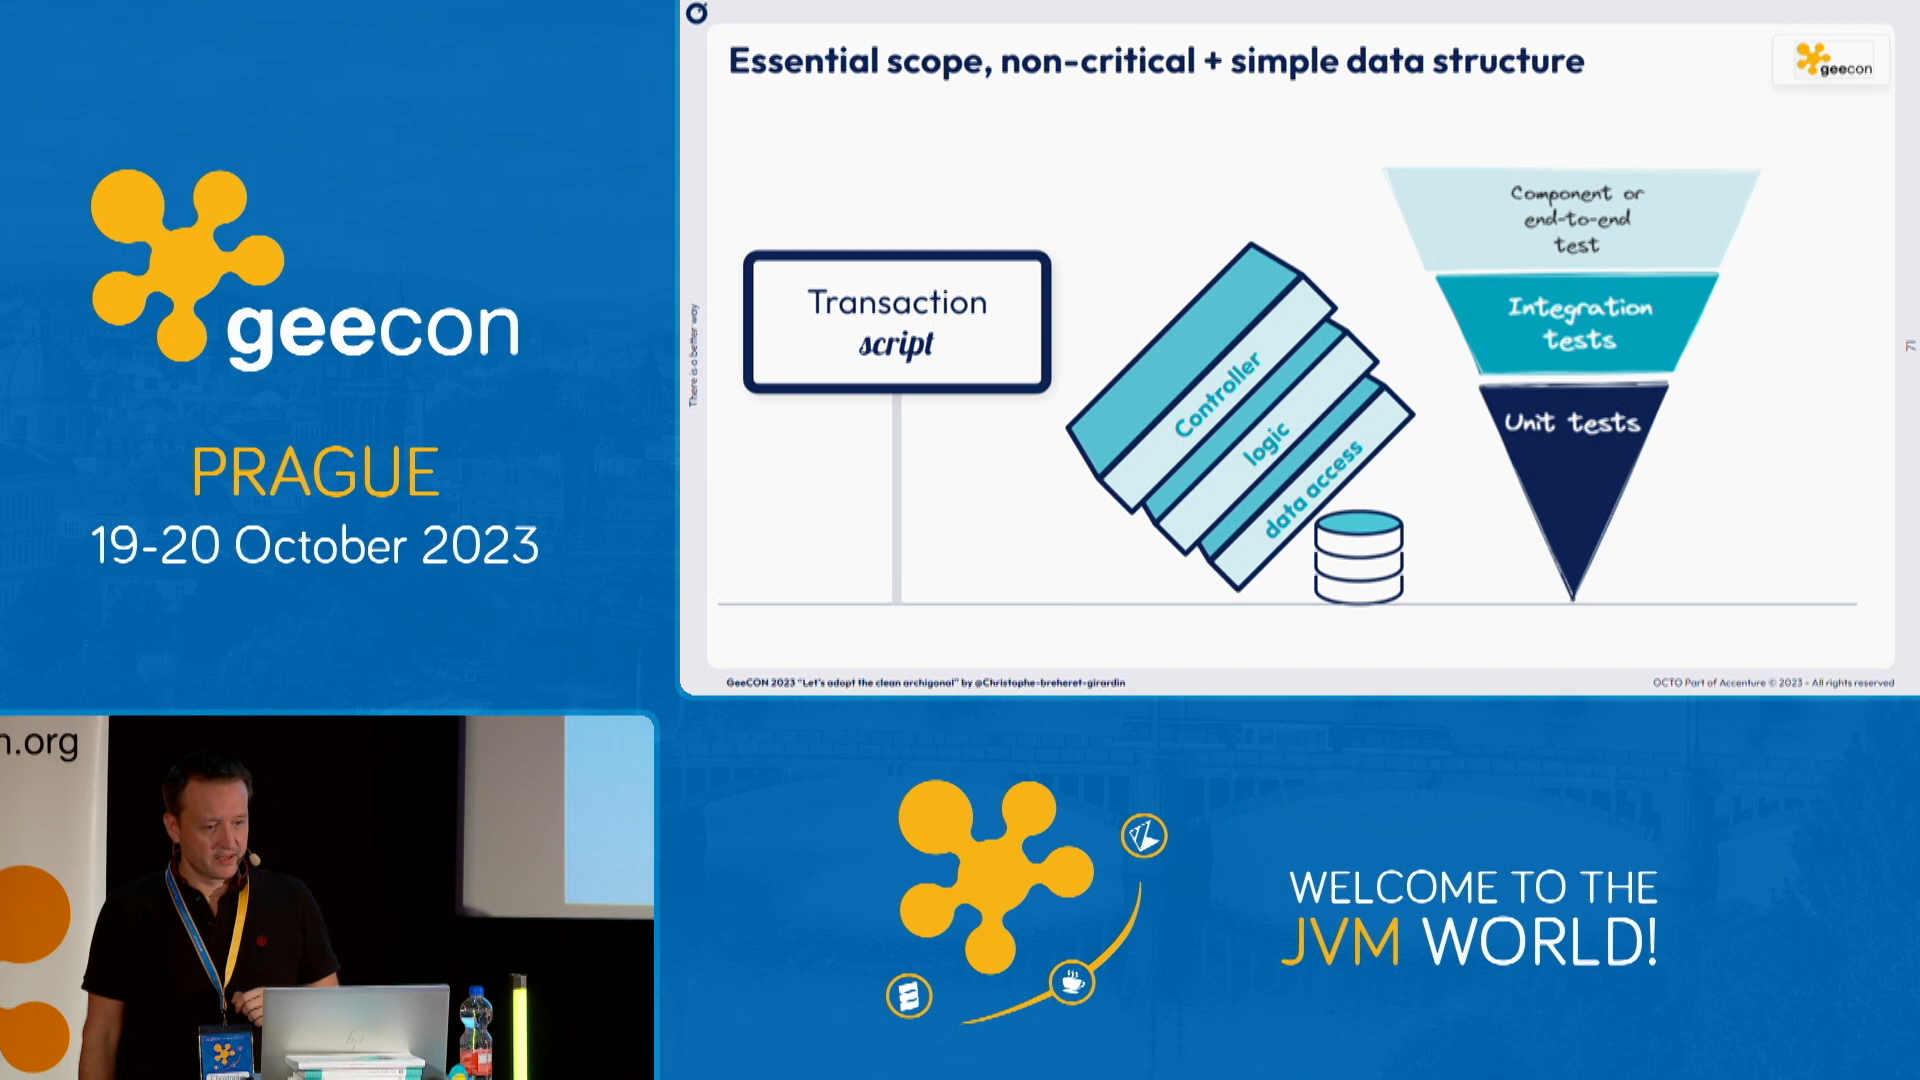 geecon
PRAGUE
19-20 October 2023
Essential scope, non-critical + simple data structure
geecon
There is a better way
Transaction
script
Controller
logic
data access
Component or
end-to-end
test
Integration
tests
Unit tests
71
GeeCON 2023 "Let's adopt the clean archigonal" by @Christophe-breheret-girardin
OCTO Part of Accenture © 2023 - All rights reserved
n.org
WELCOME TO THE
JVM WORLD!